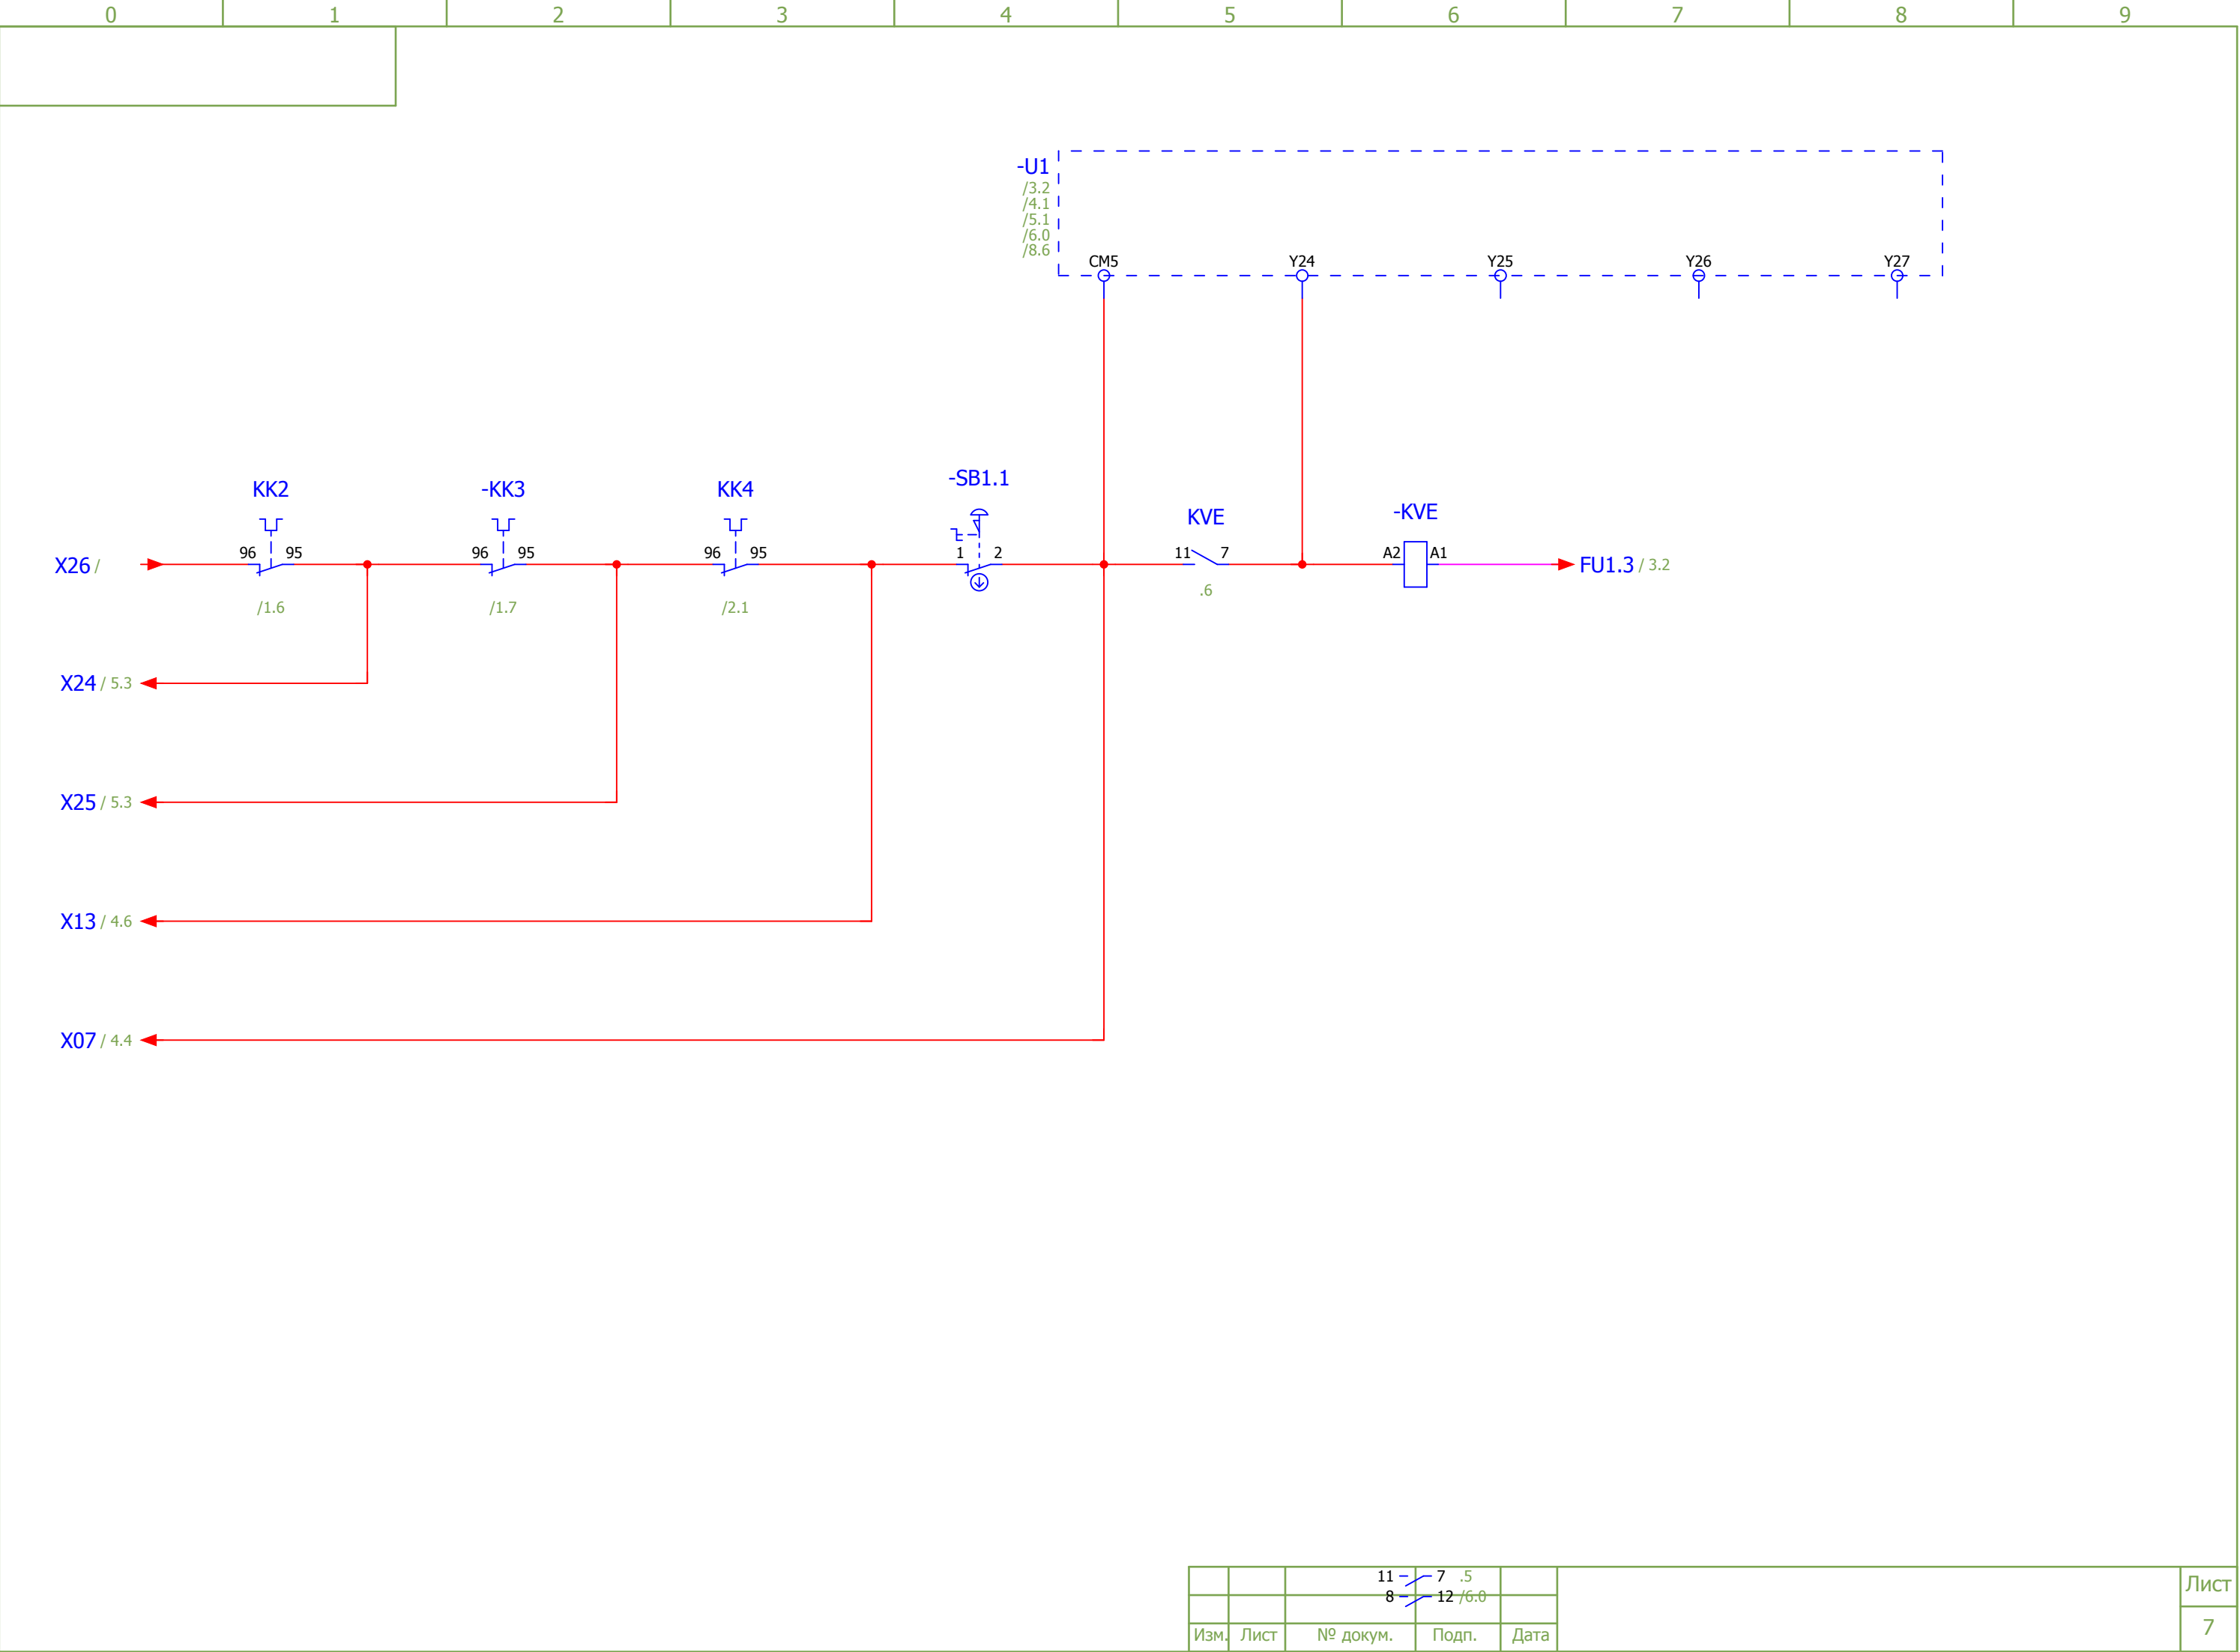 0 1 2 3 4 5 6 7 8 9
-U1
/3.2
/4.1
/5.1
/6.0
/8.6
CM5 Y24 Y25 Y26 Y27
KK2 -KK3 KK4 -SB1.1 KVE -KVE
X26 / 96 95 96 95 96 95 1 2 11 7 A2 A1 FU1.3 / 3.2
/1.6 /1.7 /2.1 .6
X24 / 5.3
X25 / 5.3
X13 / 4.6
X07 / 4.4
11 7 .5
8 12 /6.0
Изм. Лист № докум. Подп. Дата
Лист
7